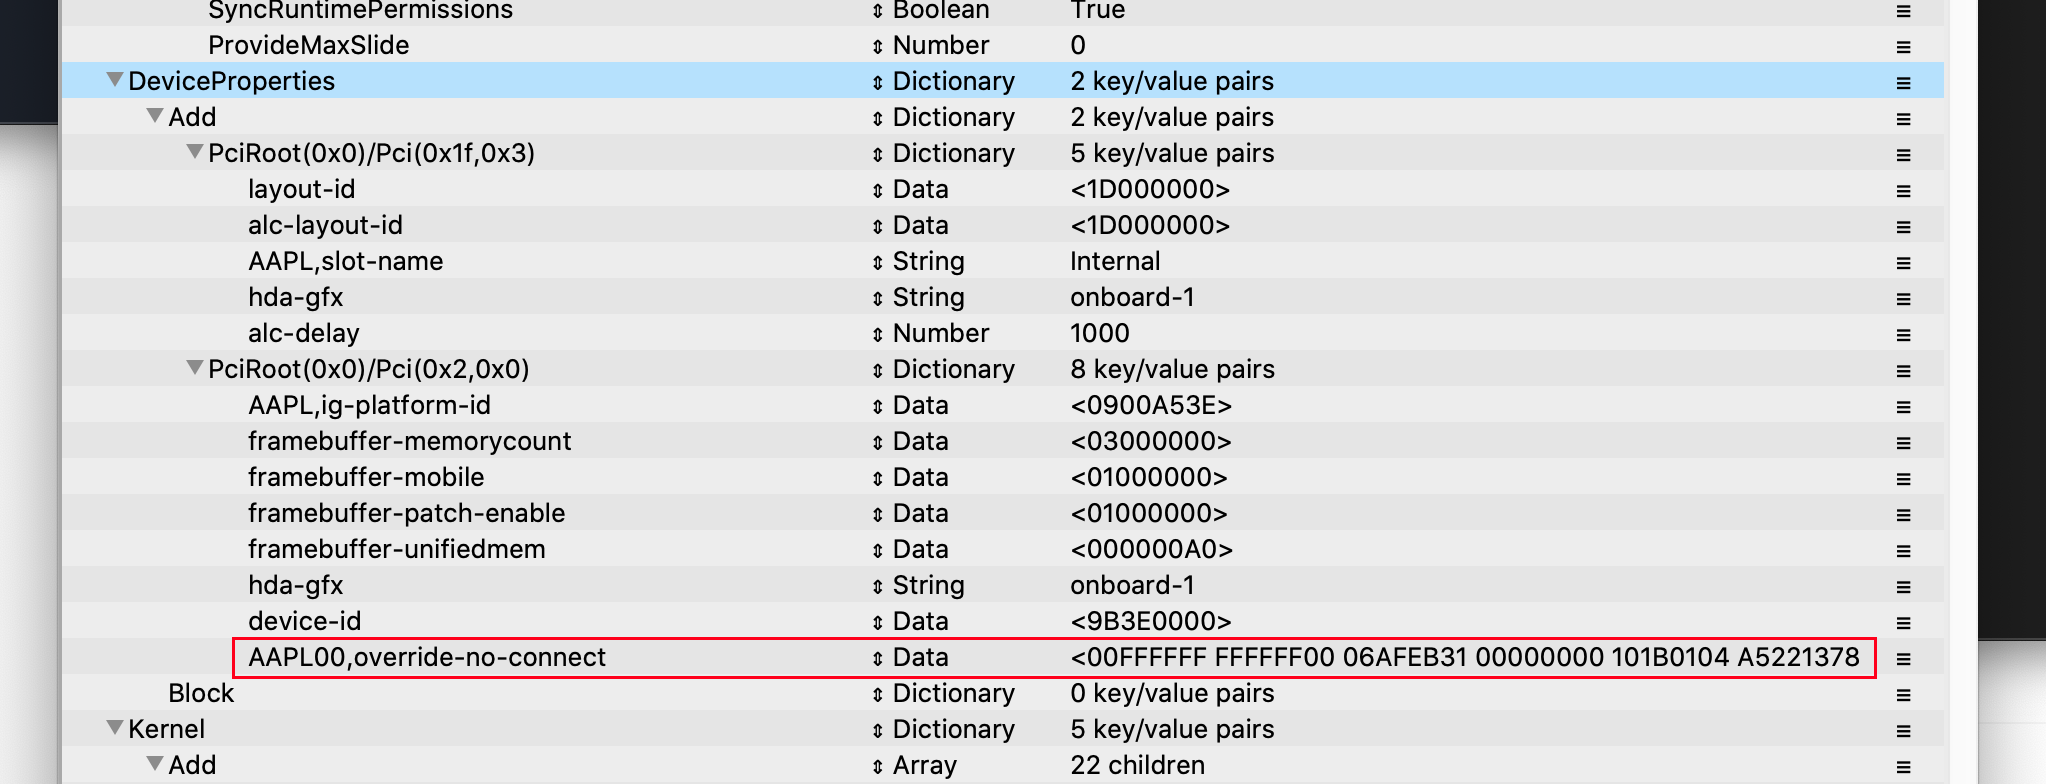 SyncRuntimePermissions Boolean True
ProvideMaxSlide Number 0
DeviceProperties Dictionary 2 key/value pairs
Add Dictionary 2 key/value pairs
PciRoot(0x0)/Pci(0x1f,0x3) Dictionary 5 key/value pairs
layout-id Data <1D000000>
alc-layout-id Data <1D000000>
AAPL,slot-name String Internal
hda-gfx String onboard-1
alc-delay Number 1000
PciRoot(0x0)/Pci(0x2,0x0) Dictionary 8 key/value pairs
AAPL,ig-platform-id Data <0900A53E>
framebuffer-memorycount Data <03000000>
framebuffer-mobile Data <01000000>
framebuffer-patch-enable Data <01000000>
framebuffer-unifiedmem Data <000000A0>
hda-gfx String onboard-1
device-id Data <9B3E0000>
AAPL00,override-no-connect Data <00FFFFFF FFFFFF00 06AFEB31 00000000 101B0104 A5221378
Block Dictionary 0 key/value pairs
Kernel Dictionary 5 key/value pairs
Add Array 22 children